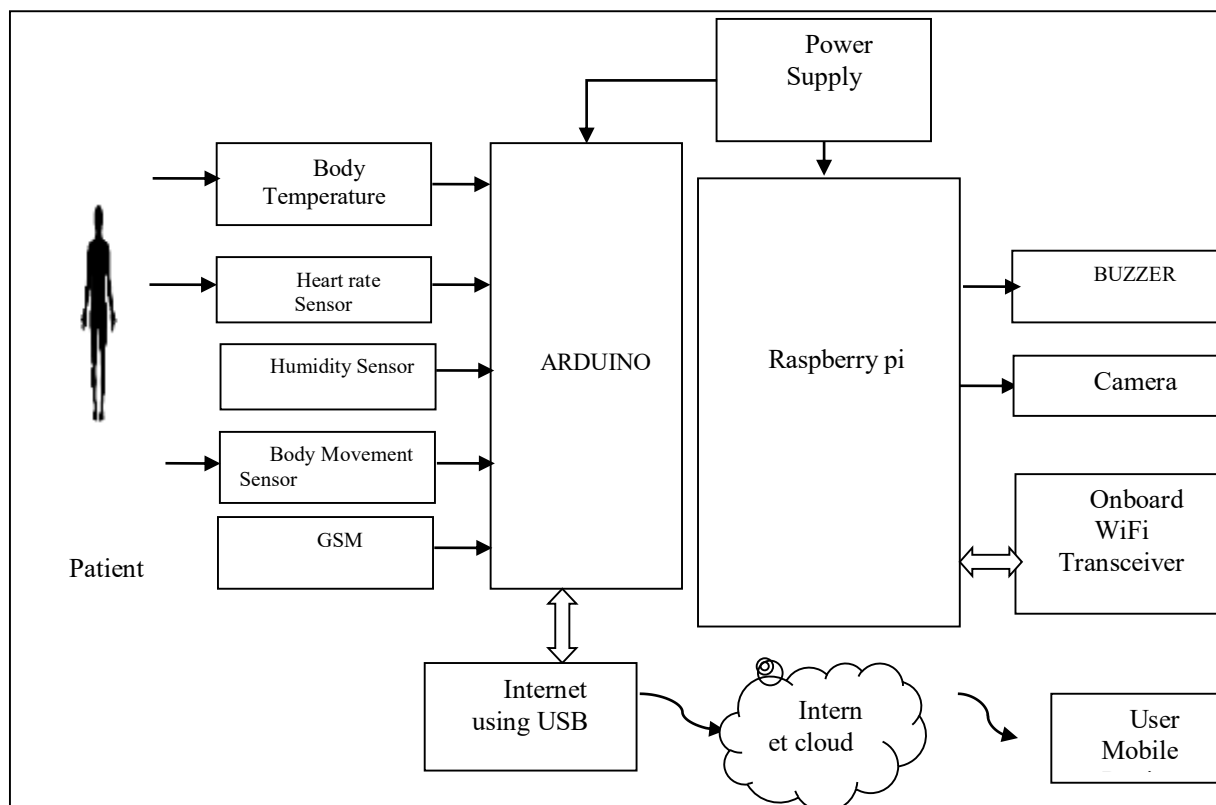 Power
Supply
Body
Temperature
Heart rate
Sensor
Humidity Sensor
Body Movement
Sensor
GSM
Patient
ARDUINO
Raspberry pi
BUZZER
Camera
Onboard
WiFi
Transceiver
Internet
using USB
Intern
et cloud
User
Mobile